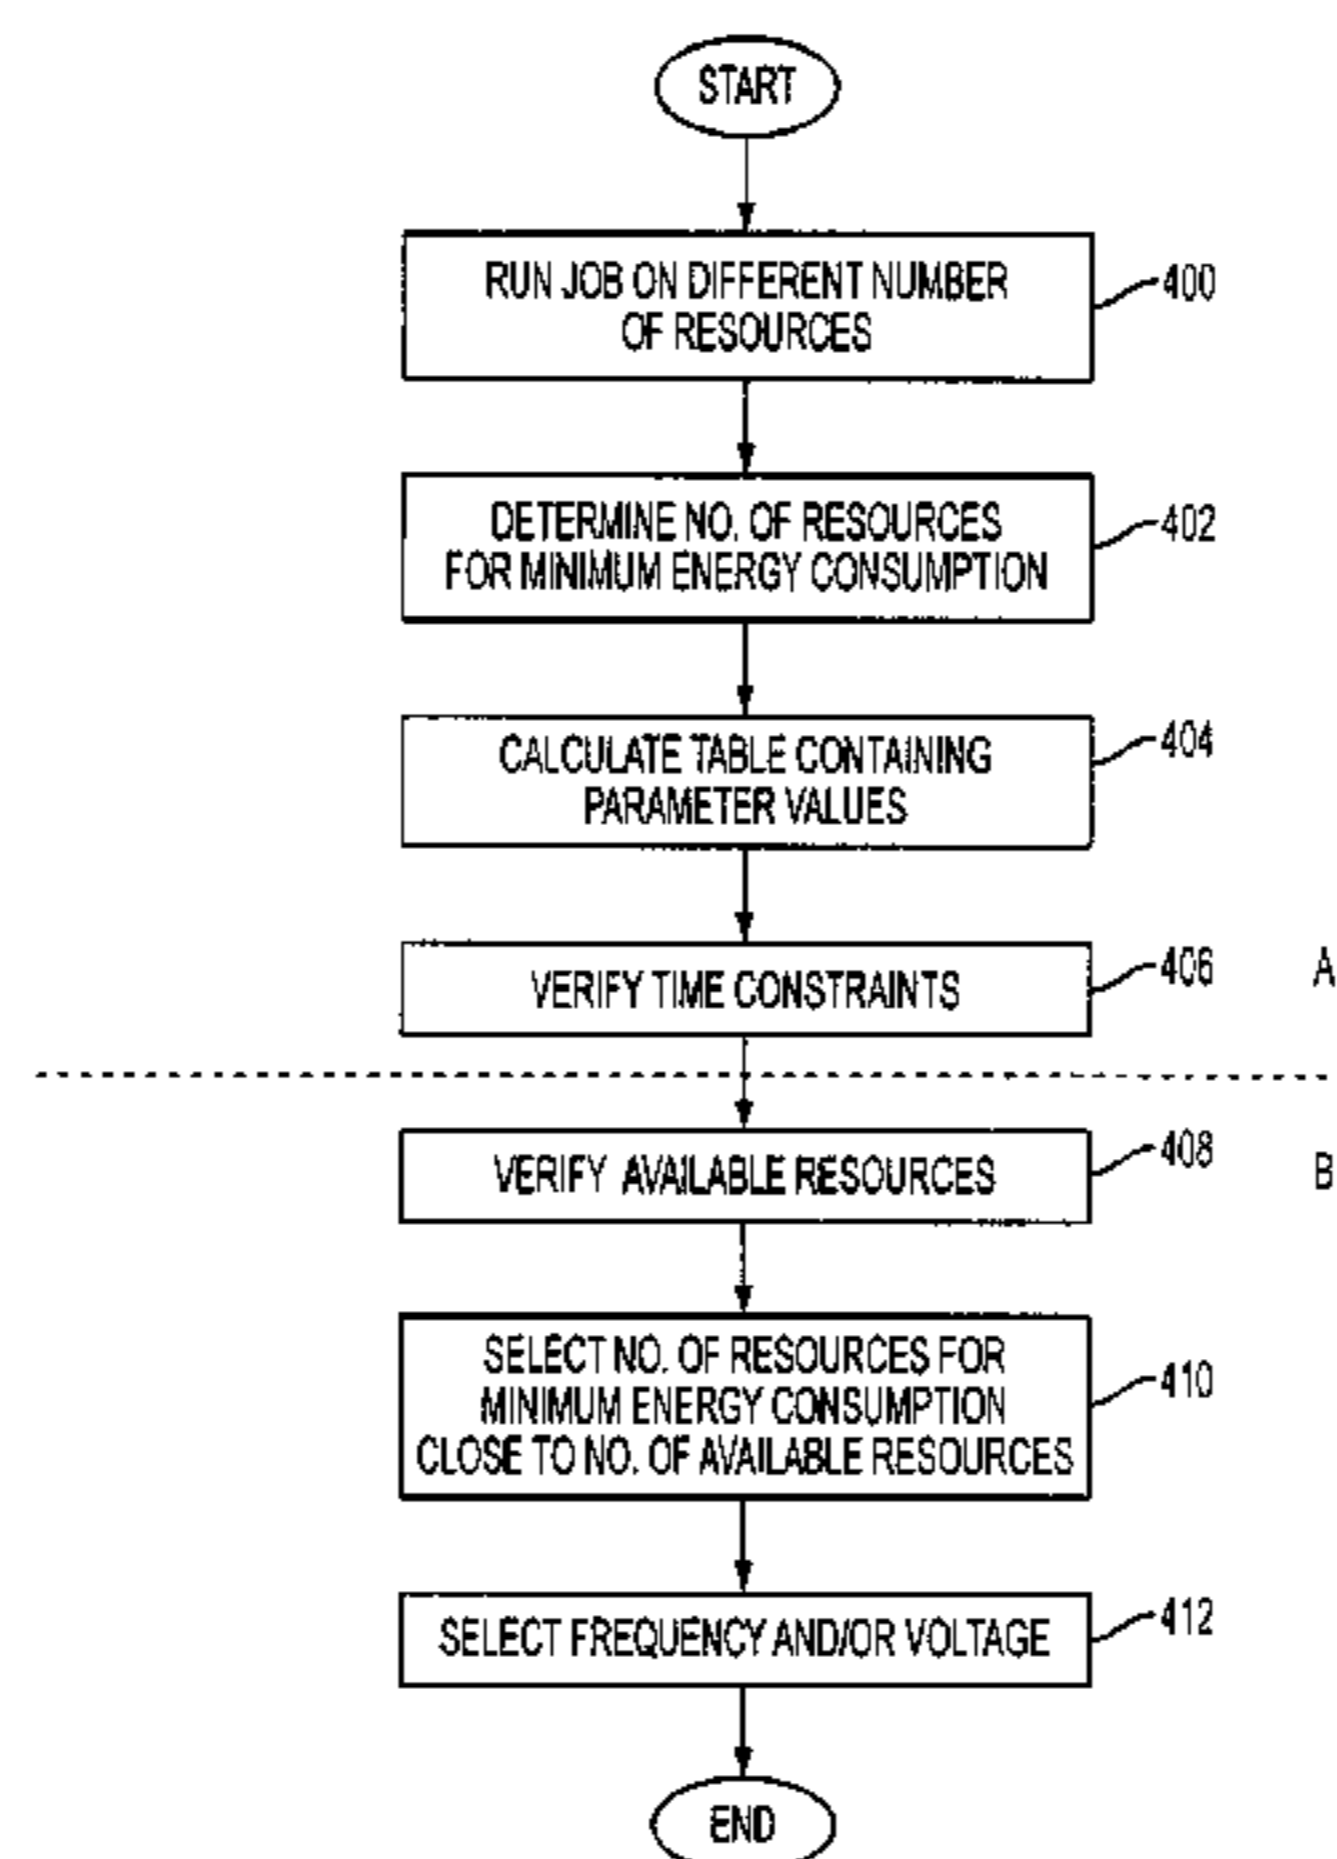 START
RUN JOB ON DIFFERENT NUMBER
OF RESOURCES
400
DETERMINE NO. OF RESOURCES
FOR MINIMUM ENERGY CONSUMPTION
402
CALCULATE TABLE CONTAINING
PARAMETER VALUES
404
VERIFY TIME CONSTRAINTS
406
A
VERIFY AVAILABLE RESOURCES
408
B
SELECT NO. OF RESOURCES FOR
MINIMUM ENERGY CONSUMPTION
CLOSE TO NO. OF AVAILABLE RESOURCES
410
SELECT FREQUENCY AND/OR VOLTAGE
412
END